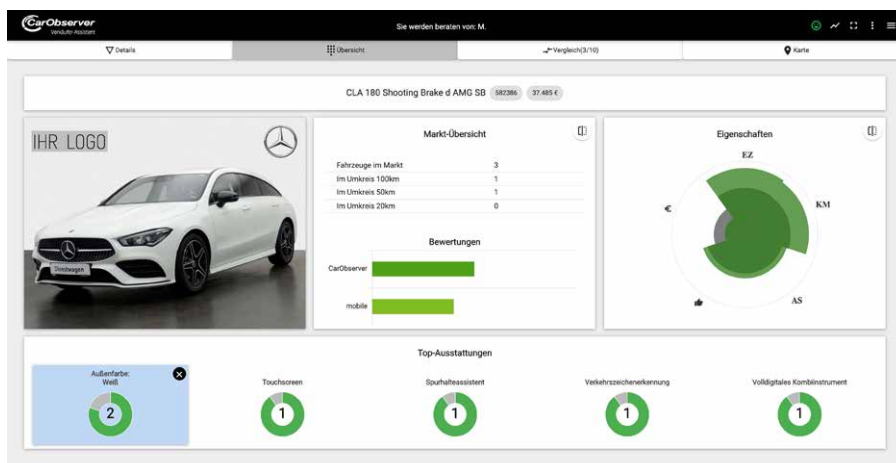 CarObserver
Verkäufer-Assistent
Sie werden beraten von: M.
Details
Übersicht
Vergleich(3/10)
Karte
CLA 180 Shooting Brake d AMG SB 582386 37.485 €
IHR LOGO
Dienstwagen
Markt-Übersicht
Fahrzeuge im Markt 3
Im Umkreis 100km 1
Im Umkreis 50km 1
Im Umkreis 20km 0
Bewertungen
CarObserver
mobile
Eigenschaften
EZ
€
KM
AS
Top-Ausstattungen
Außenfarbe:
Weiß
2
Touchscreen
1
Spurhalteassistent
1
Verkehrszeichenerkennung
1
Volldigitales Kombiinstrument
1